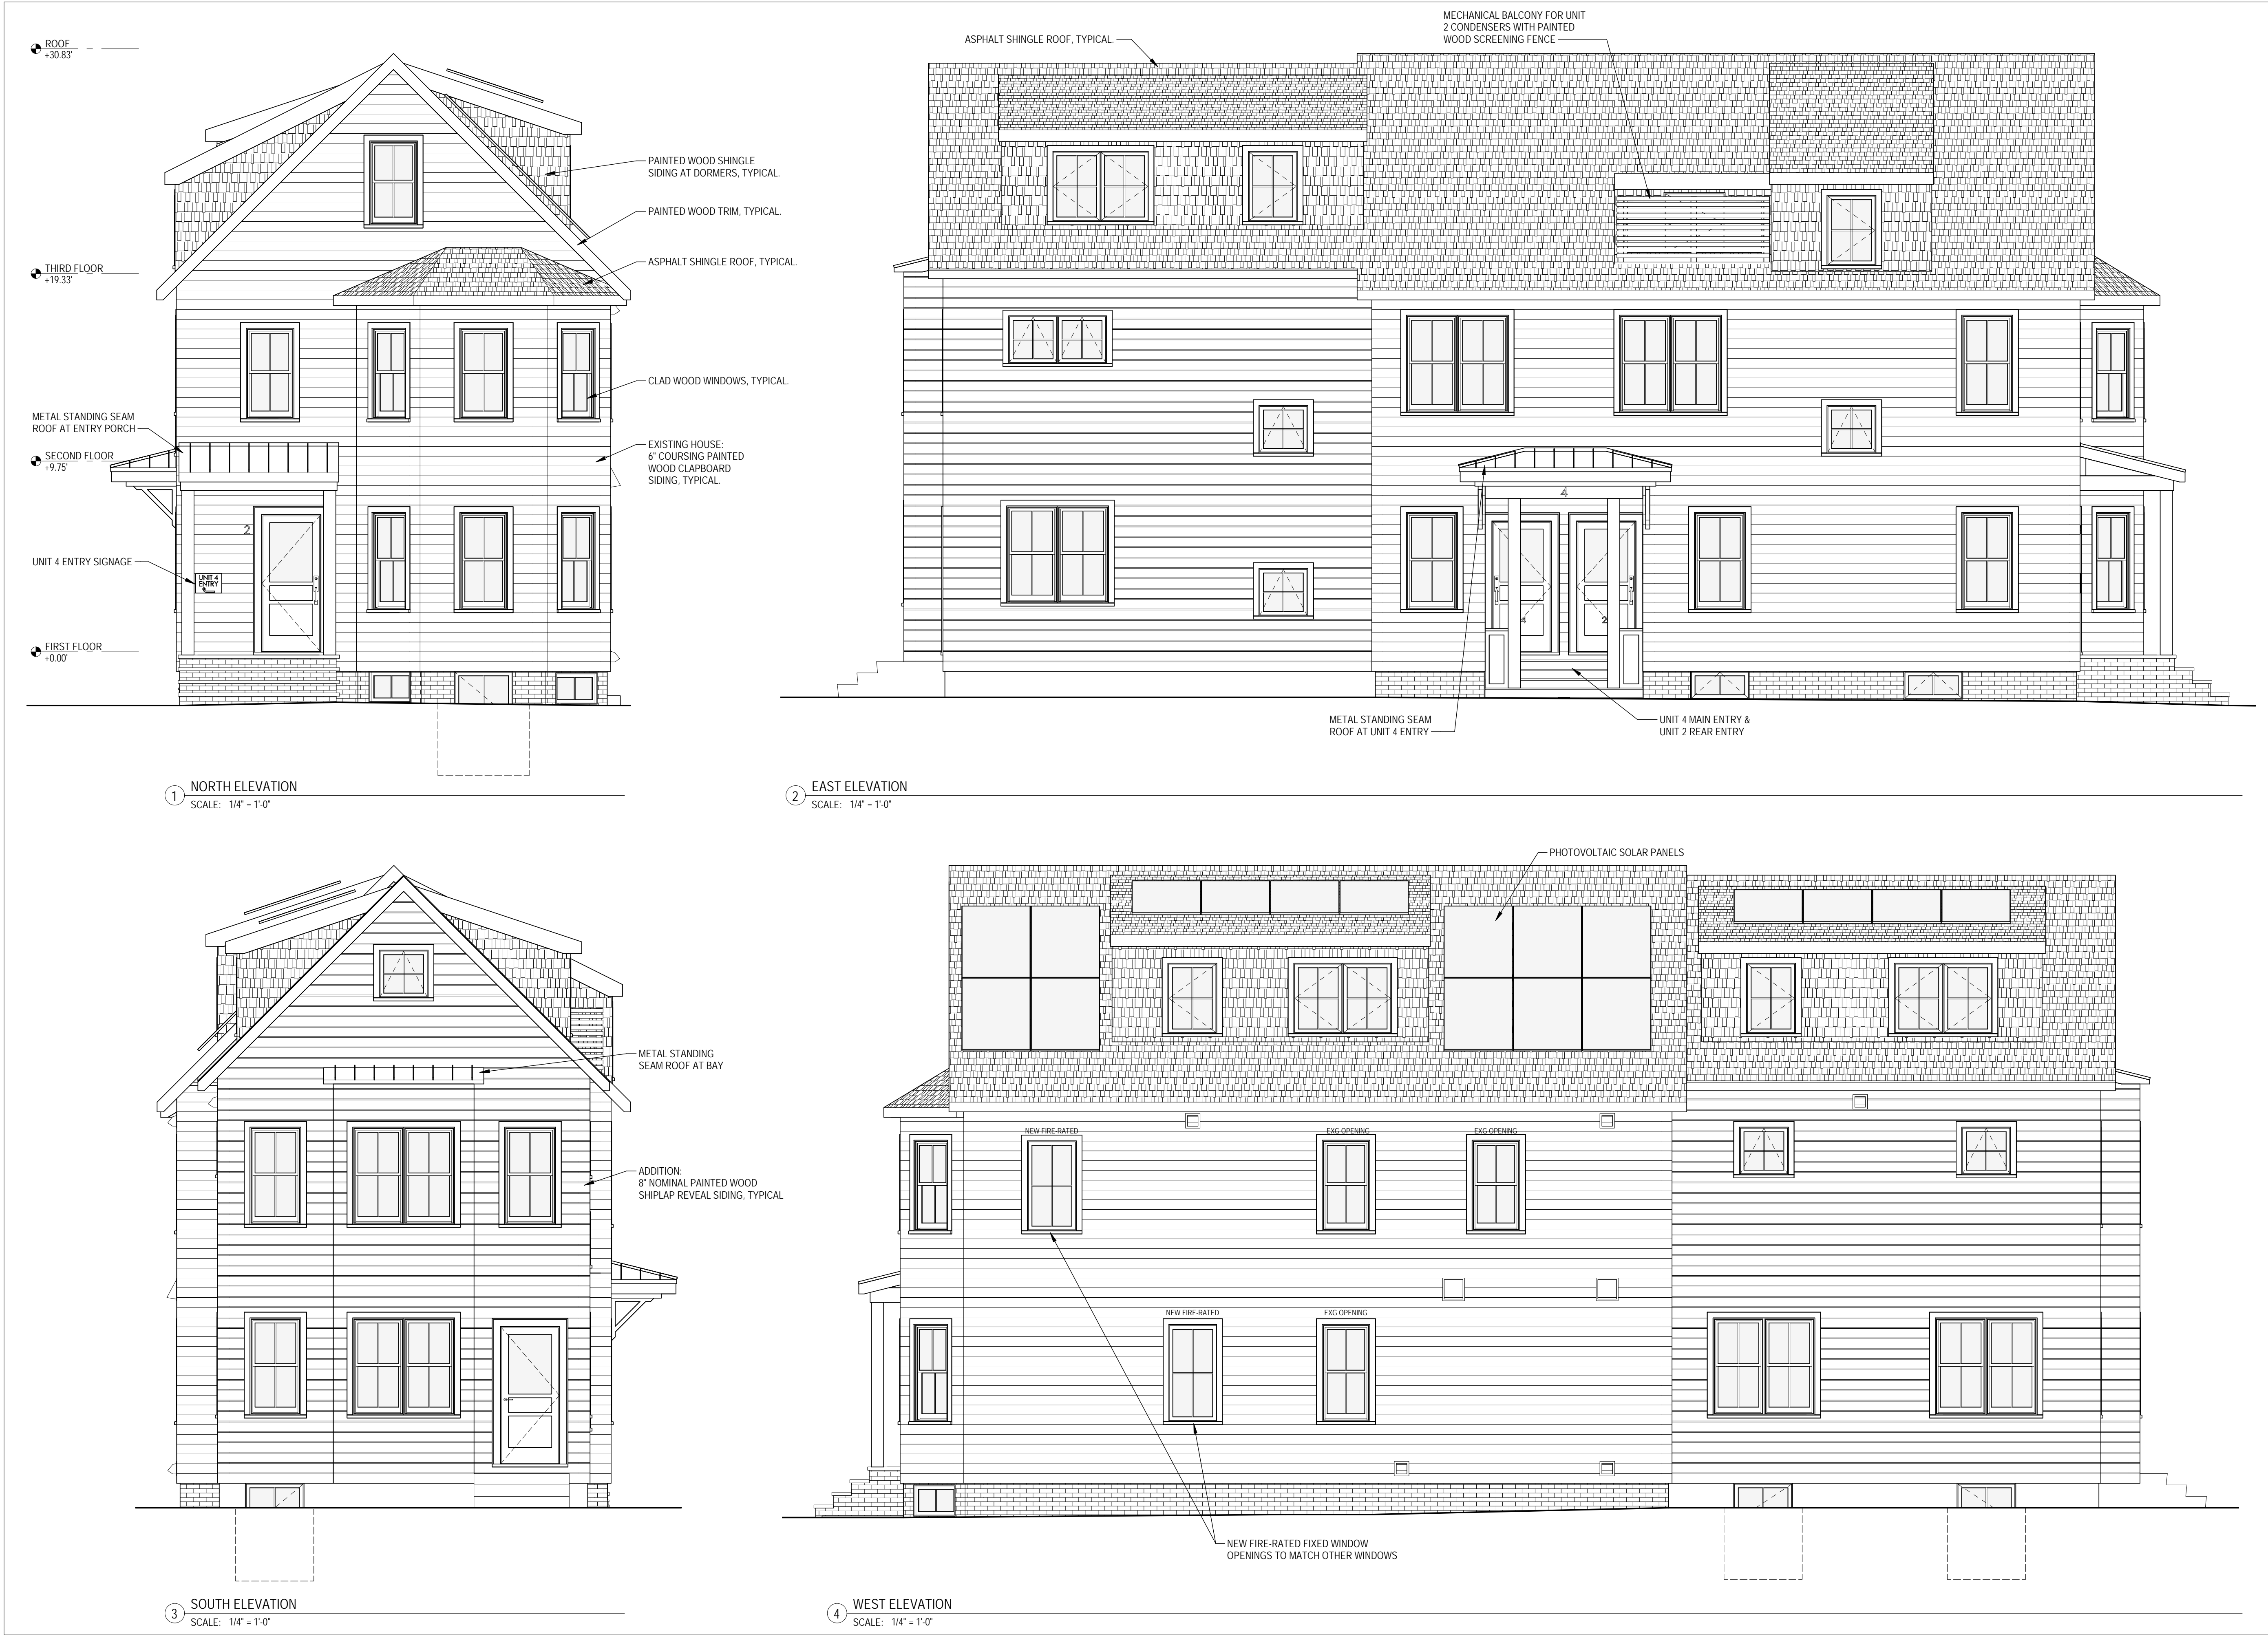 ROOF
+30.83'
THIRD FLOOR
+19.33'
METAL STANDING SEAM
ROOF AT ENTRY PORCH
SECOND FLOOR
+9.75'
UNIT 4 ENTRY SIGNAGE
FIRST FLOOR
+0.00'
2
UNIT 4
ENTRY
PAINTED WOOD SHINGLE
SIDING AT DORMERS, TYPICAL.
PAINTED WOOD TRIM, TYPICAL.
ASPHALT SHINGLE ROOF, TYPICAL.
CLAD WOOD WINDOWS, TYPICAL.
EXISTING HOUSE:
6" COURSING PAINTED
WOOD CLAPBOARD
SIDING, TYPICAL.
1
NORTH ELEVATION
SCALE: 1/4" = 1'-0"
ASPHALT SHINGLE ROOF, TYPICAL.
MECHANICAL BALCONY FOR UNIT
2 CONDENSERS WITH PAINTED
WOOD SCREENING FENCE
4
4
2
METAL STANDING SEAM
ROOF AT UNIT 4 ENTRY
UNIT 4 MAIN ENTRY &
UNIT 2 REAR ENTRY
2
EAST ELEVATION
SCALE: 1/4" = 1'-0"
METAL STANDING
SEAM ROOF AT BAY
ADDITION:
8" NOMINAL PAINTED WOOD
SHIPLAP REVEAL SIDING, TYPICAL
3
SOUTH ELEVATION
SCALE: 1/4" = 1'-0"
PHOTOVOLTAIC SOLAR PANELS
NEW FIRE-RATED
EXG OPENING
EXG OPENING
NEW FIRE-RATED
EXG OPENING
NEW FIRE-RATED FIXED WINDOW
OPENINGS TO MATCH OTHER WINDOWS
4
WEST ELEVATION
SCALE: 1/4" = 1'-0"